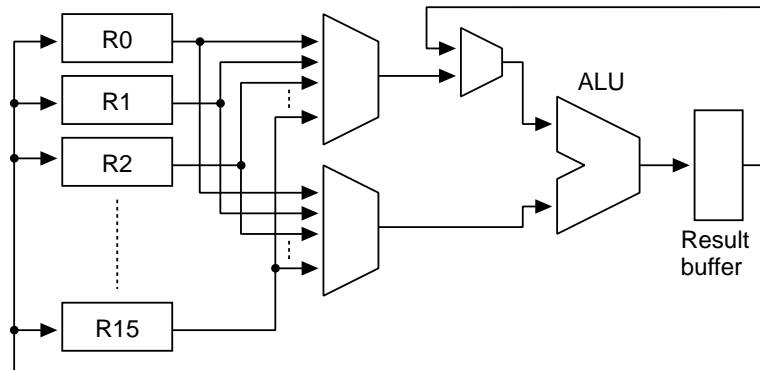 R0
R1
R2
R15
ALU
Result
buffer